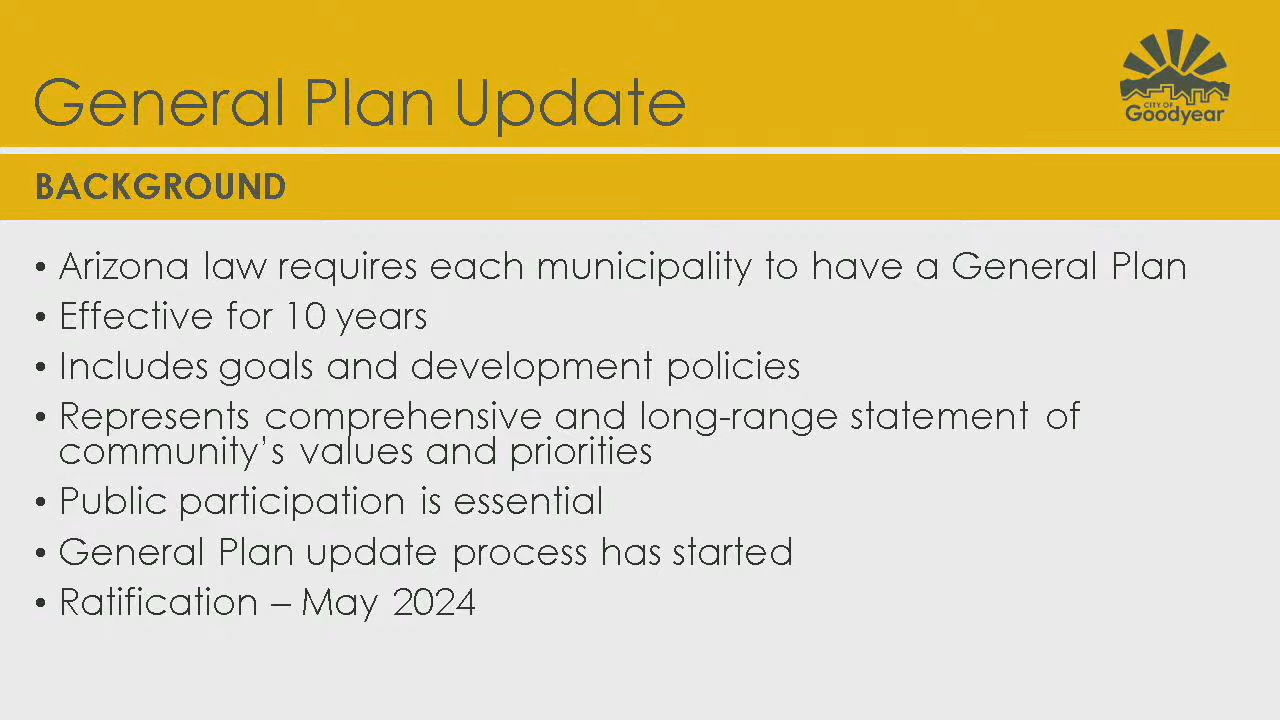 General Plan Update
CITY OF
Goodyear
BACKGROUND
• Arizona law requires each municipality to have a General Plan
• Effective for 10 years
• Includes goals and development policies
• Represents comprehensive and long-range statement of
community's values and priorities
• Public participation is essential
• General Plan update process has started
• Ratification – May 2024